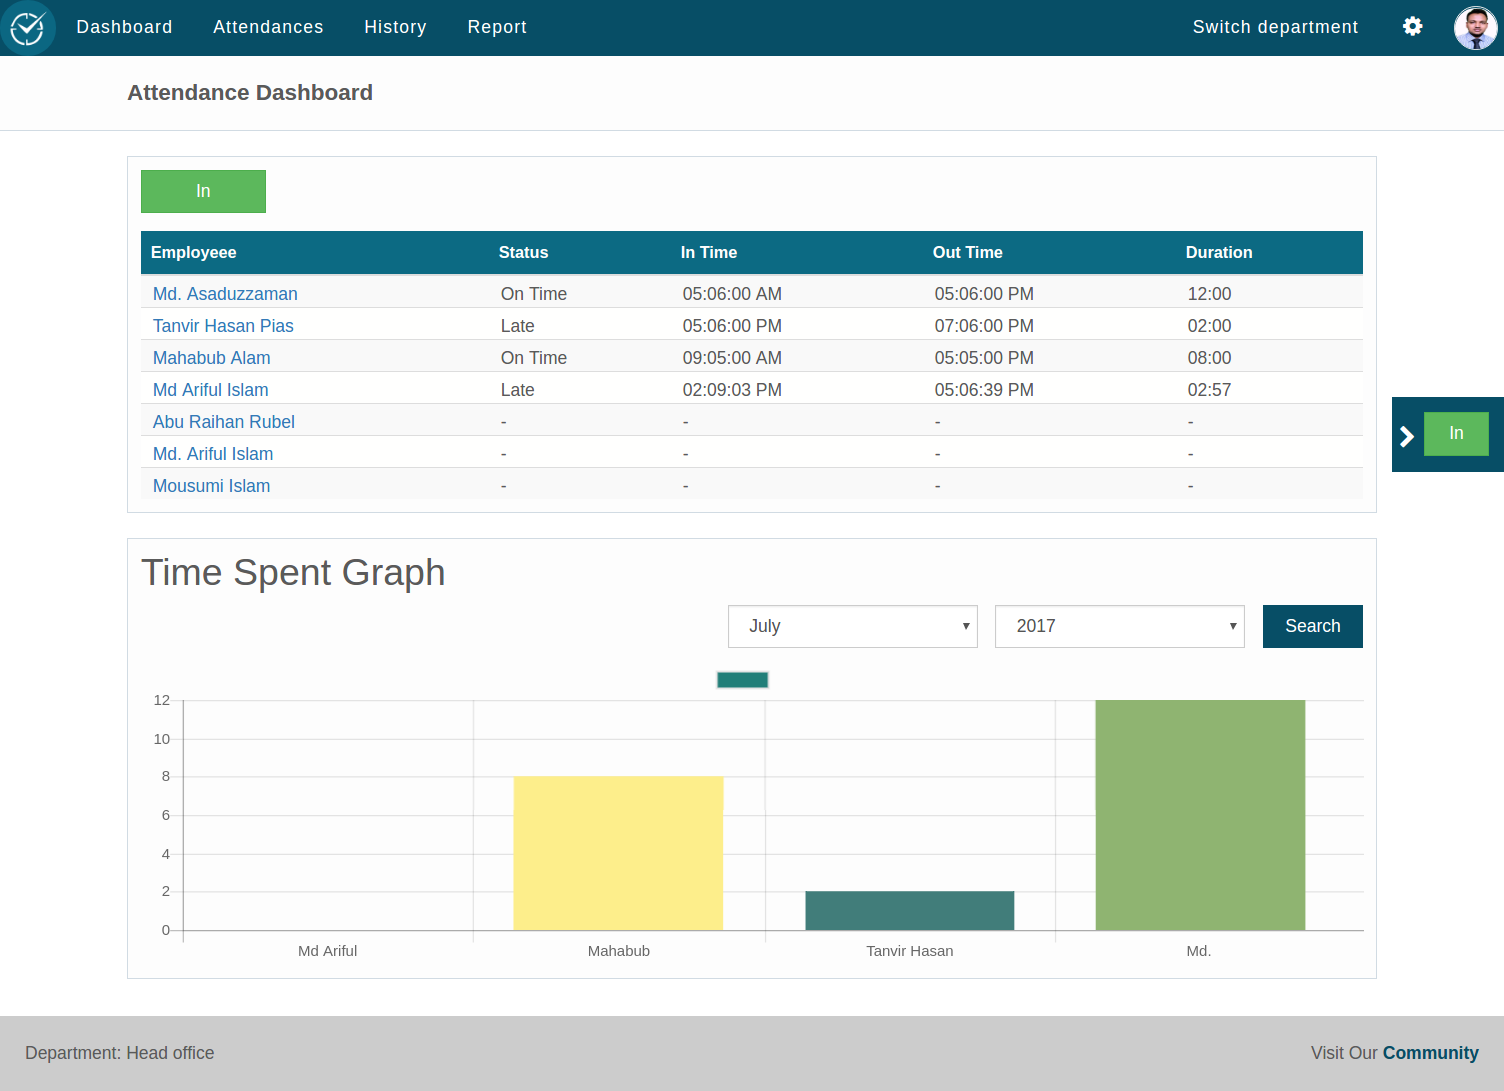 Dashboard Attendances History Report Switch department
Attendance Dashboard
In
Employeee Status In Time Out Time Duration
Md. Asaduzzaman On Time 05:06:00 AM 05:06:00 PM 12:00
Tanvir Hasan Pias Late 05:06:00 PM 07:06:00 PM 02:00
Mahabub Alam On Time 09:05:00 AM 05:05:00 PM 08:00
Md Ariful Islam Late 02:09:03 PM 05:06:39 PM 02:57
Abu Raihan Rubel - - - -
Md. Ariful Islam - - - -
Mousumi Islam - - - -
In
Time Spent Graph
July 2017 Search
12
10
8
6
4
2
0
Md Ariful Mahabub Tanvir Hasan Md.
Department: Head office Visit Our Community